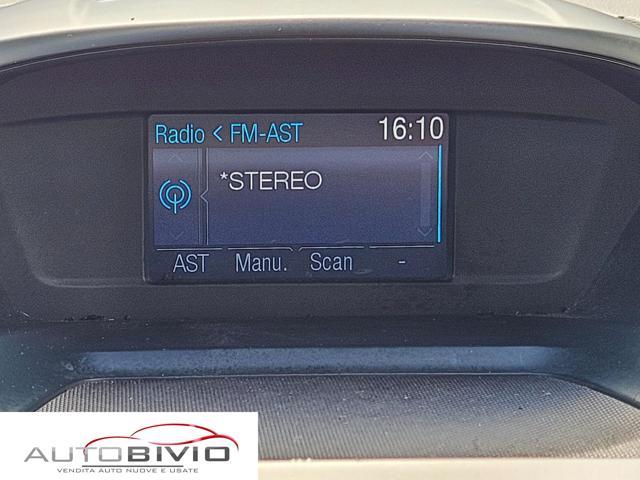 Radio < FM-AST 16:10
*STEREO
AST Manu. Scan -
AUTOBIVIO
VENDITA AUTO NUOVE E USATE